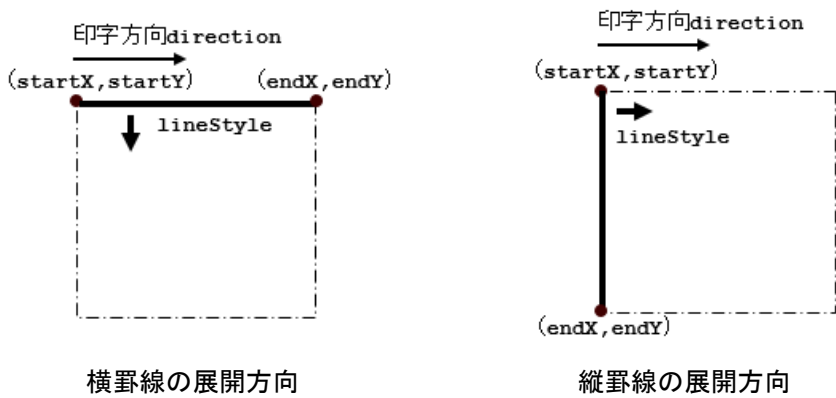 印字方向direction
(startX,startY)
(endX,endY)
lineStyle
横罫線の展開方向
印字方向direction
(startX,startY)
lineStyle
(endX,endY)
縦罫線の展開方向